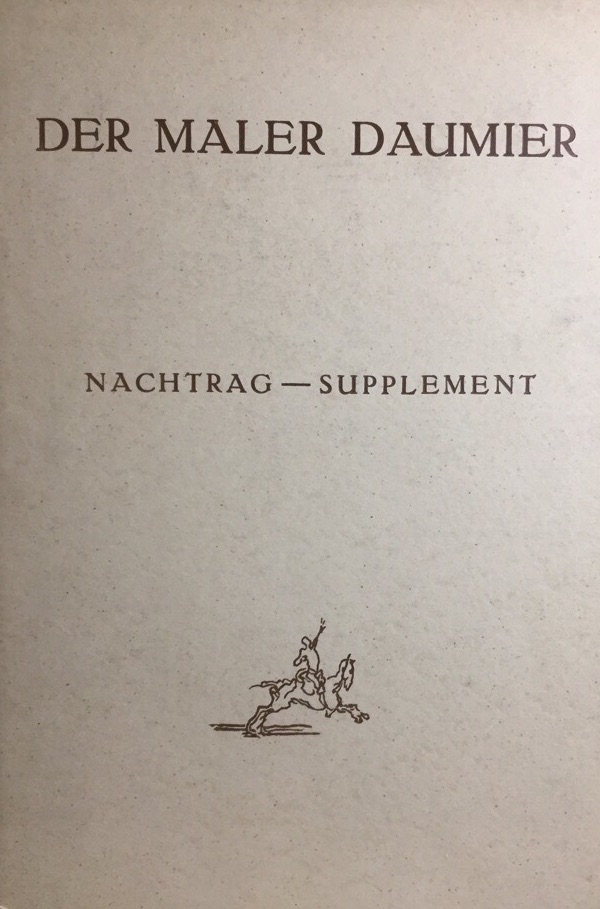 DER MALER DAUMIER
NACHTRAG — SUPPLEMENT